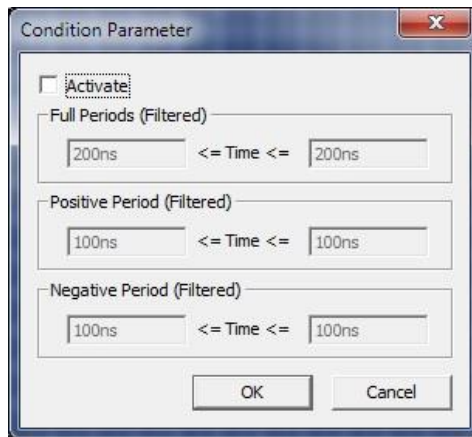 Condition Parameter
Activate
Full Periods (Filtered)
200ns <= Time <= 200ns
Positive Period (Filtered)
100ns <= Time <= 100ns
Negative Period (Filtered)
100ns <= Time <= 100ns
OK Cancel